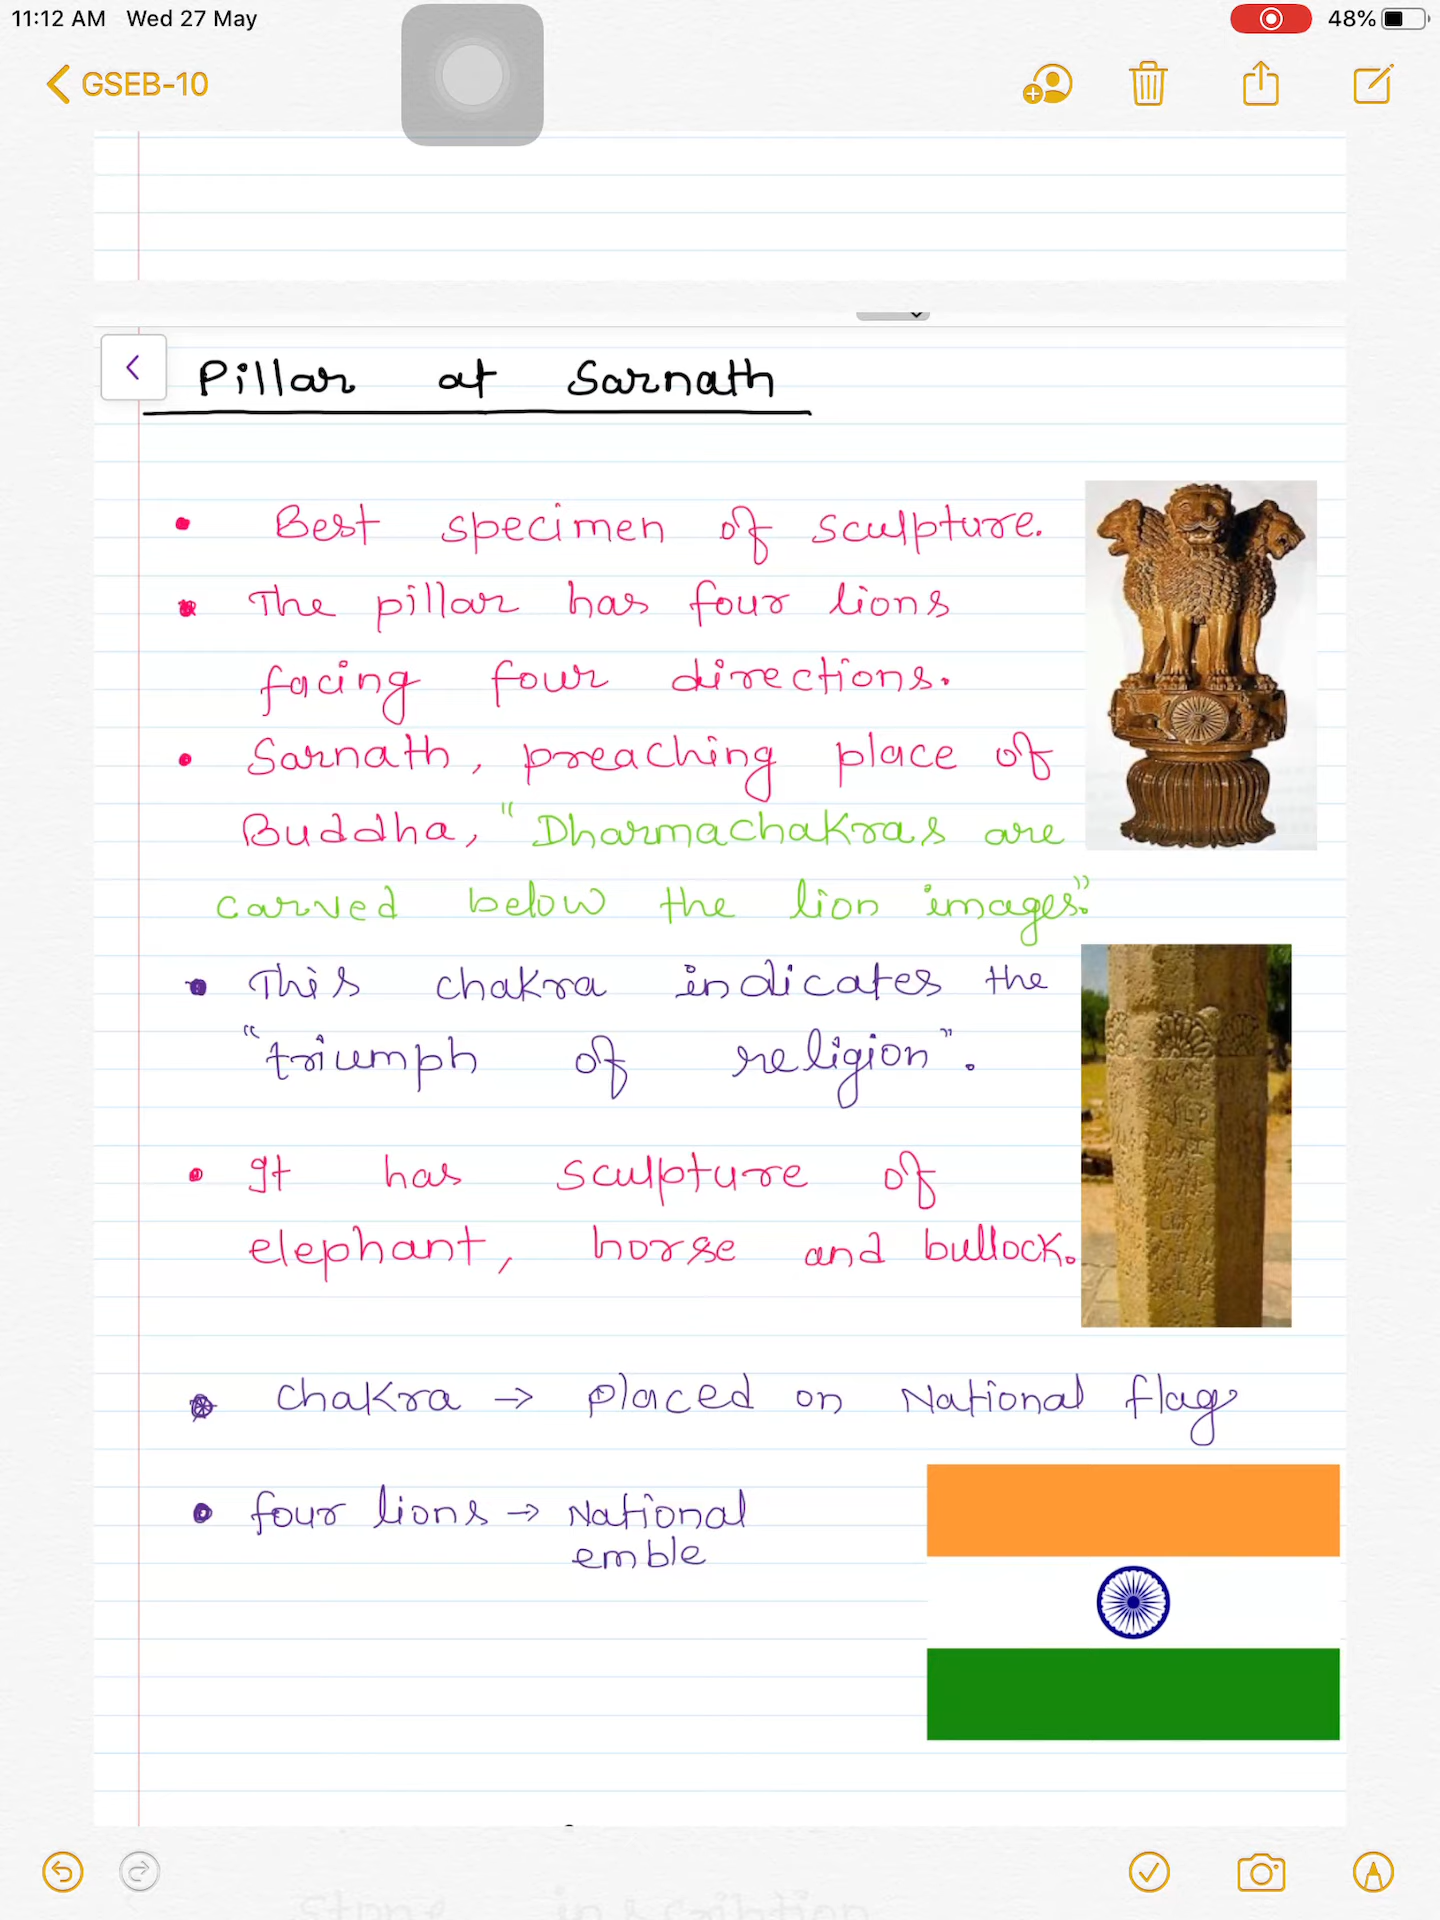 11:12 AM Wed 27 May
48%
GSEB-10
Pillar at Sarnath
• Best specimen of sculpture.
• The pillar has four lions
facing four directions.
• Sarnath, preaching place of
Buddha, "Dharmachakras are
carved below the lion images."
• This chakra indicates the
"triumph of religion".
• It has sculpture of
elephant, horse and bullock.
• Chakra → placed on National flag
• four lions → National
emble
Stone inscribtion